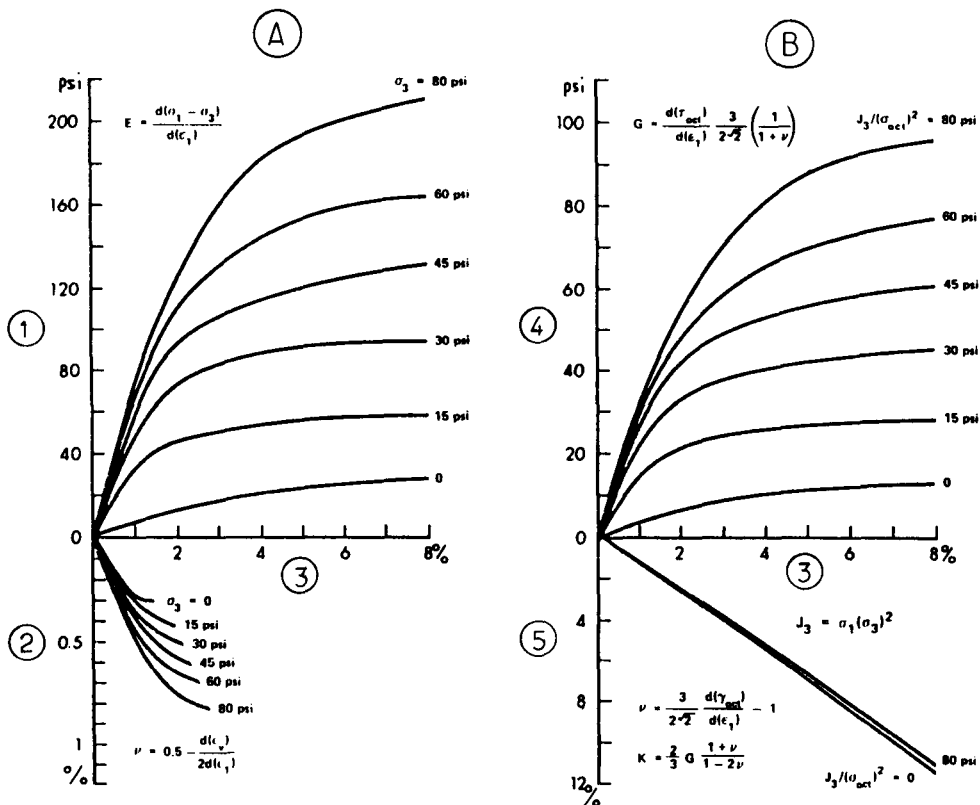 A
psi
200
160
120
80
40
0
E = d(σ₁ − σ₃) / d(ε₁)
σ₃ = 80 psi
60 psi
45 psi
30 psi
15 psi
0
1
2 4 6 8%
3
2
0.5
1
%
σ₃ = 0
15 psi
30 psi
45 psi
60 psi
80 psi
ν = 0.5 − d(ε_v) / 2d(ε₁)
B
psi
100
80
60
40
20
0
G = d(τ_oct) / d(ε₁) 3 / 2√2 (1 / 1 + ν)
J₃/(σ_oct)² = 80 psi
60 psi
45 psi
30 psi
15 psi
0
4
2 4 6 8%
3
5
4
8
12
%
J₃ = σ₁(σ₃)²
ν = 3 / 2√2 d(γ_oct) / d(ε₁) − 1
K = 2/3 G 1 + ν / 1 − 2ν
80 psi
J₃/(σ_oct)² = 0